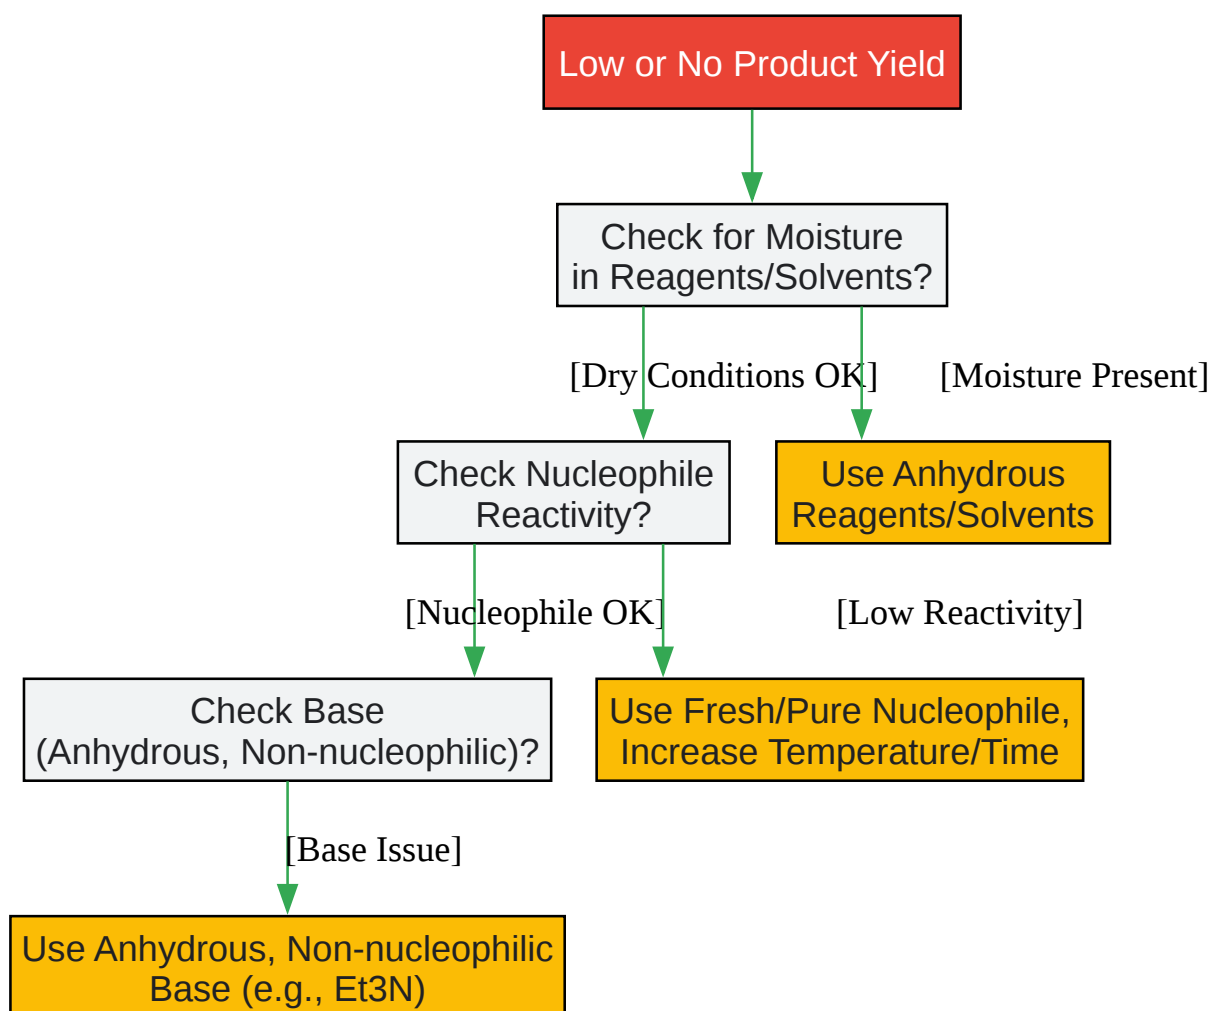 Low or No Product Yield
Check for Moisture
in Reagents/Solvents?
[Dry Conditions OK]
[Moisture Present]
Check Nucleophile
Reactivity?
Use Anhydrous
Reagents/Solvents
[Nucleophile OK]
[Low Reactivity]
Check Base
(Anhydrous, Non-nucleophilic)?
Use Fresh/Pure Nucleophile,
Increase Temperature/Time
[Base Issue]
Use Anhydrous, Non-nucleophilic
Base (e.g., Et3N)